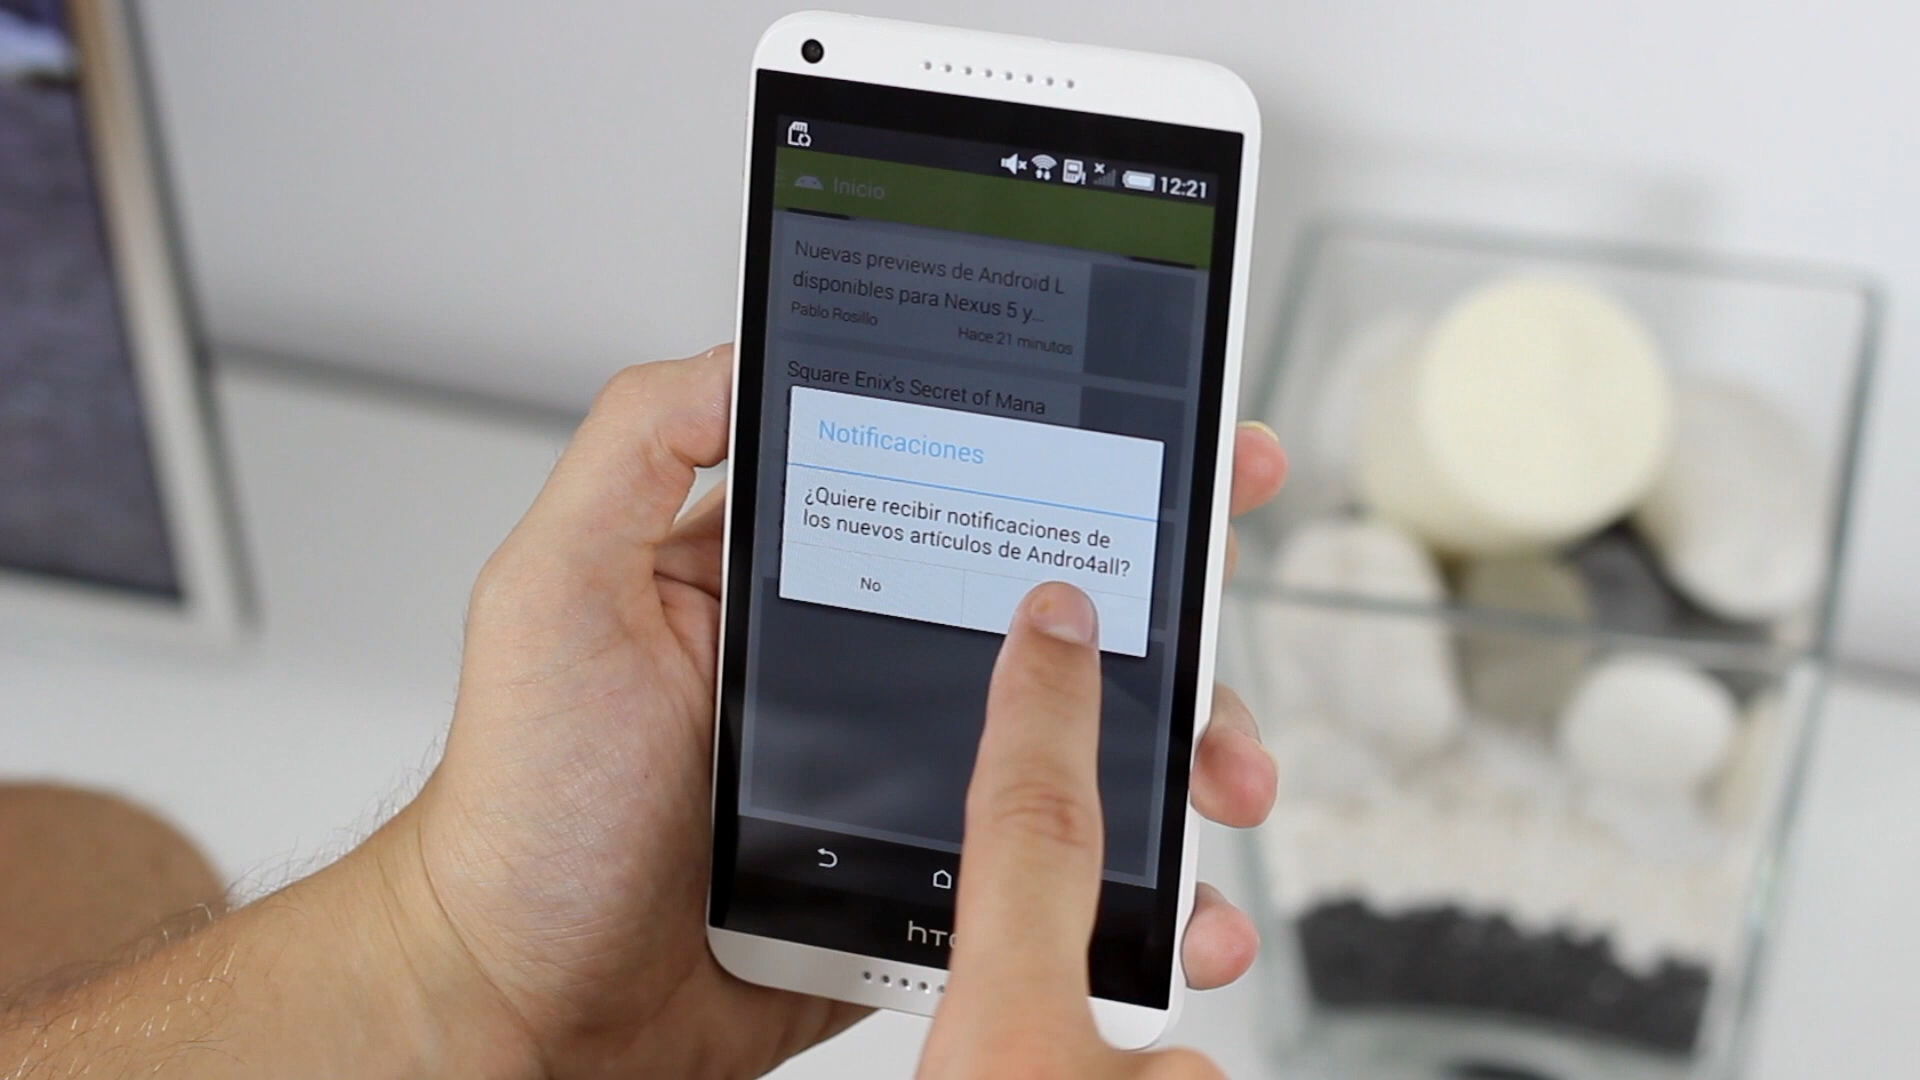 12:21
Inicio
Nuevas previews de Android L
disponibles para Nexus 5 y...
Pablo Rosillo
Hace 21 minutos
Square Enix's Secret of Mana
Notificaciones
¿Quiere recibir notificaciones de
los nuevos artículos de Andro4all?
No
hTC